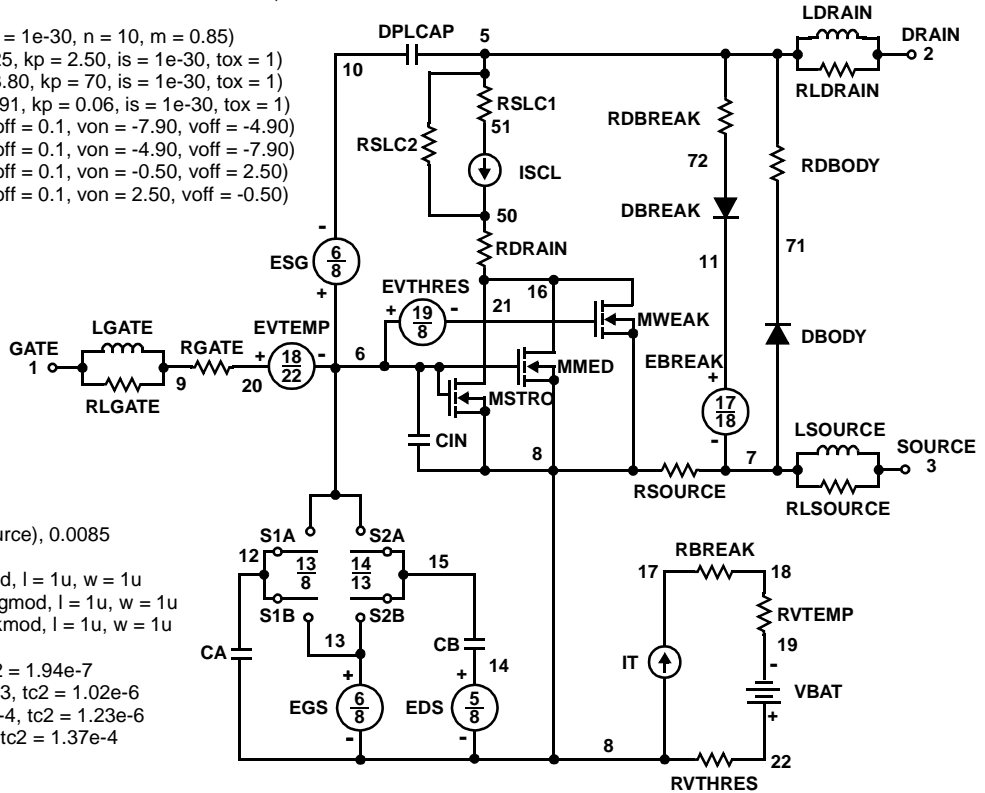 = 1e-30, n = 10, m = 0.85)
25, kp = 2.50, is = 1e-30, tox = 1)
3.80, kp = 70, is = 1e-30, tox = 1)
91, kp = 0.06, is = 1e-30, tox = 1)
voff = 0.1, von = -7.90, voff = -4.90)
voff = 0.1, von = -4.90, voff = -7.90)
voff = 0.1, von = -0.50, voff = 2.50)
voff = 0.1, von = 2.50, voff = -0.50)
LDRAIN
DPLCAP 5 DRAIN
10 2
RSLC1 RLDRAIN
51 RDBREAK
RSLC2
ISCL 72 RDBODY
50 DBREAK
- RDRAIN 71
ESG 6/8 11
+ EVTHRES 16
+ 19/8 - 21
LGATE EVTEMP MWEAK
GATE RGATE + 18/22 - 6 MMED EBREAK DBODY
1 9 20 MSTRO +
RLGATE 17/18
CIN - LSOURCE
8 7 SOURCE
3
RSOURCE RLSOURCE
S1A S2A
12 13/8 14/13 15
S1B S2B
13 CB
CA 14
+ +
EGS 6/8 EDS 5/8
- -
8
RBREAK
17 18
RVTEMP
19
IT -
VBAT
+
22
RVTHRES
urce), 0.0085
d, l = 1u, w = 1u
gmod, l = 1u, w = 1u
kmod, l = 1u, w = 1u
2 = 1.94e-7
3, tc2 = 1.02e-6
-4, tc2 = 1.23e-6
tc2 = 1.37e-4